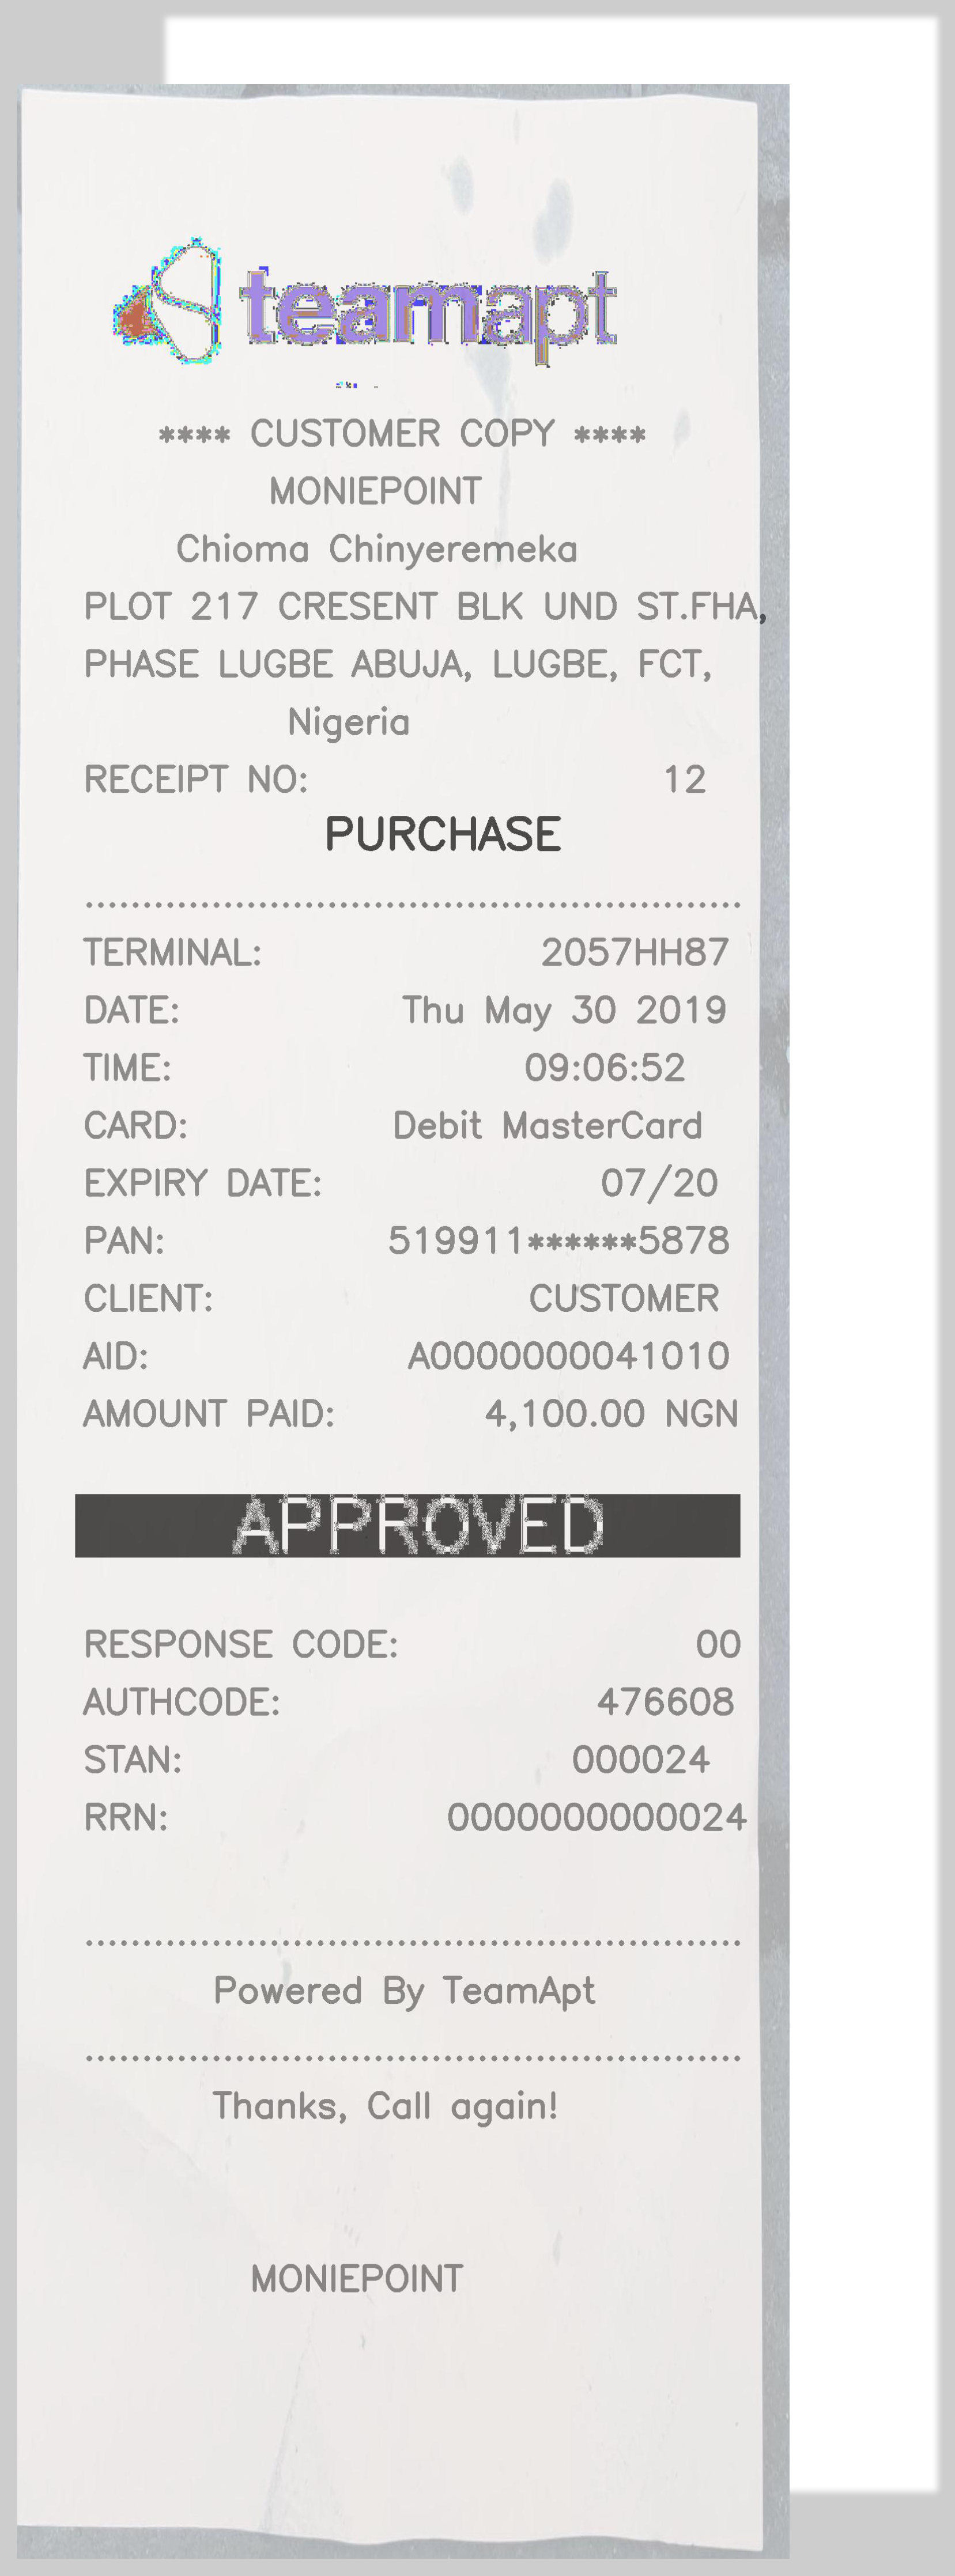 teamapt
**** CUSTOMER COPY ****
MONIEPOINT
Chioma Chinyeremeka
PLOT 217 CRESENT BLK UND ST.FHA,
PHASE LUGBE ABUJA, LUGBE, FCT,
Nigeria
RECEIPT NO: 12
PURCHASE
TERMINAL: 2057HH87
DATE: Thu May 30 2019
TIME: 09:06:52
CARD: Debit MasterCard
EXPIRY DATE: 07/20
PAN: 519911******5878
CLIENT: CUSTOMER
AID: A0000000041010
AMOUNT PAID: 4,100.00 NGN
APPROVED
RESPONSE CODE: 00
AUTHCODE: 476608
STAN: 000024
RRN: 0000000000024
Powered By TeamApt
Thanks, Call again!
MONIEPOINT